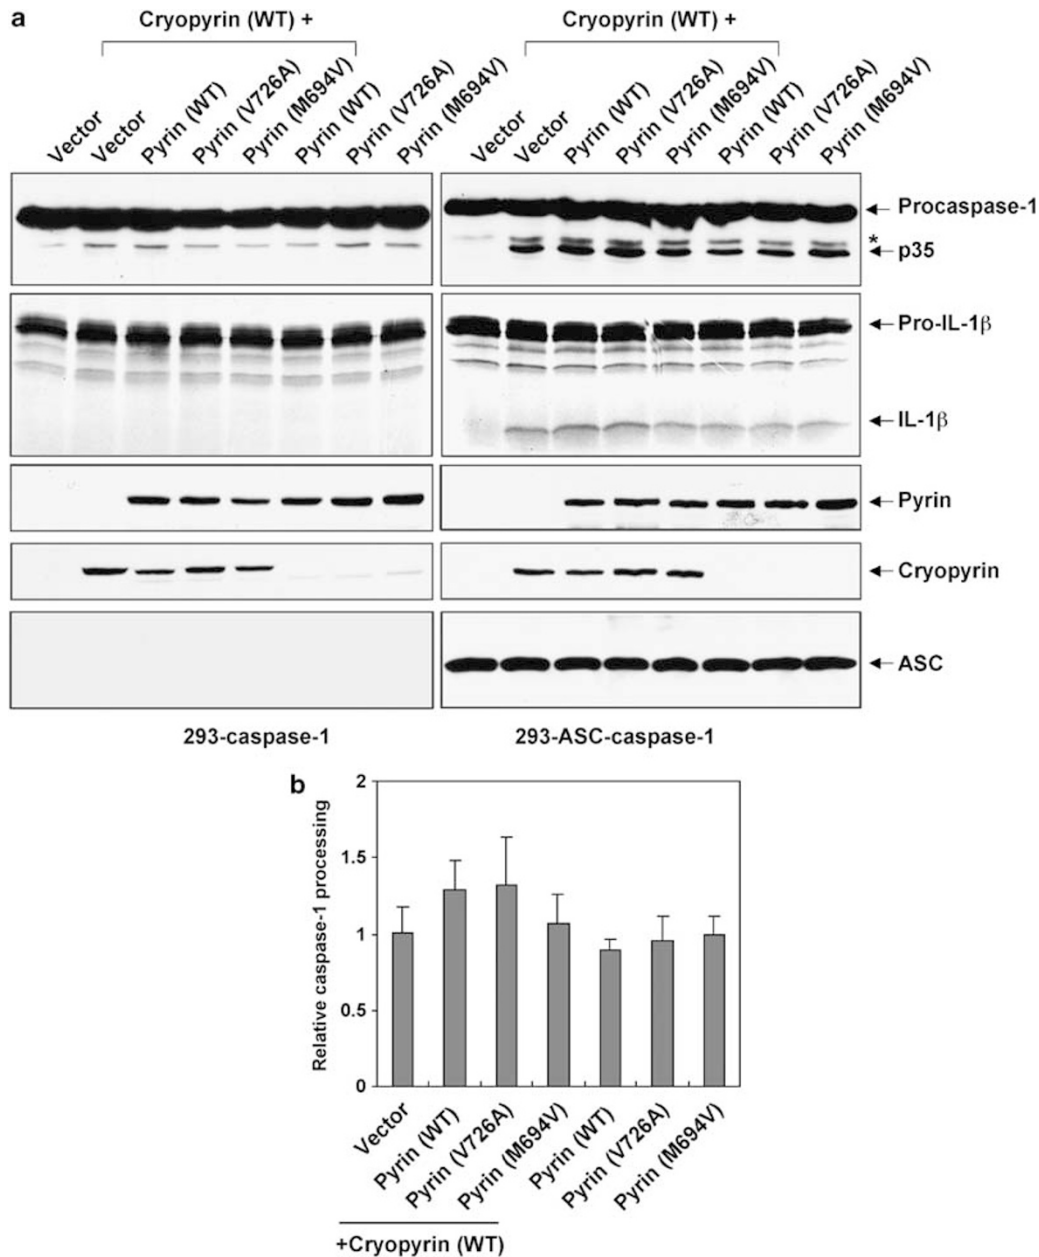 a
Cryopyrin (WT) +
Cryopyrin (WT) +
Vector
Vector
Pyrin (WT)
Pyrin (V726A)
Pyrin (M694V)
Pyrin (WT)
Pyrin (V726A)
Pyrin (M694V)
Vector
Vector
Pyrin (WT)
Pyrin (V726A)
Pyrin (M694V)
Pyrin (WT)
Pyrin (V726A)
Pyrin (M694V)
Procaspase-1
*
p35
Pro-IL-1β
IL-1β
Pyrin
Cryopyrin
ASC
293-caspase-1
293-ASC-caspase-1
b
Relative caspase-1 processing
2
1.5
1
0.5
0
Vector
Pyrin (WT)
Pyrin (V726A)
Pyrin (M694V)
Pyrin (WT)
Pyrin (V726A)
Pyrin (M694V)
+Cryopyrin (WT)